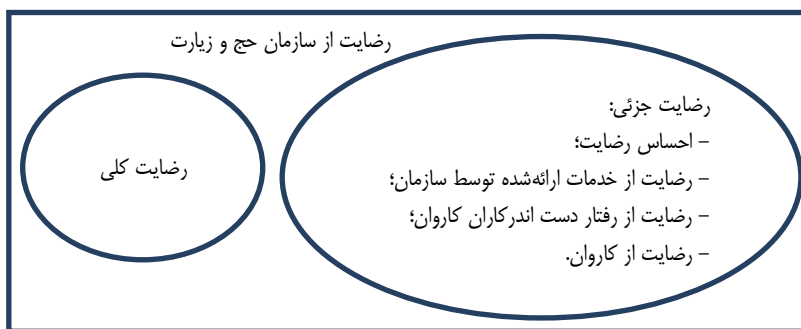 رضایت از سازمان حج و زیارت
رضایت جزئی:
- احساس رضایت؛
- رضایت از خدمات ارائه‌شده توسط سازمان؛
- رضایت از رفتار دست اندرکاران کاروان؛
- رضایت از کاروان.
رضایت کلی